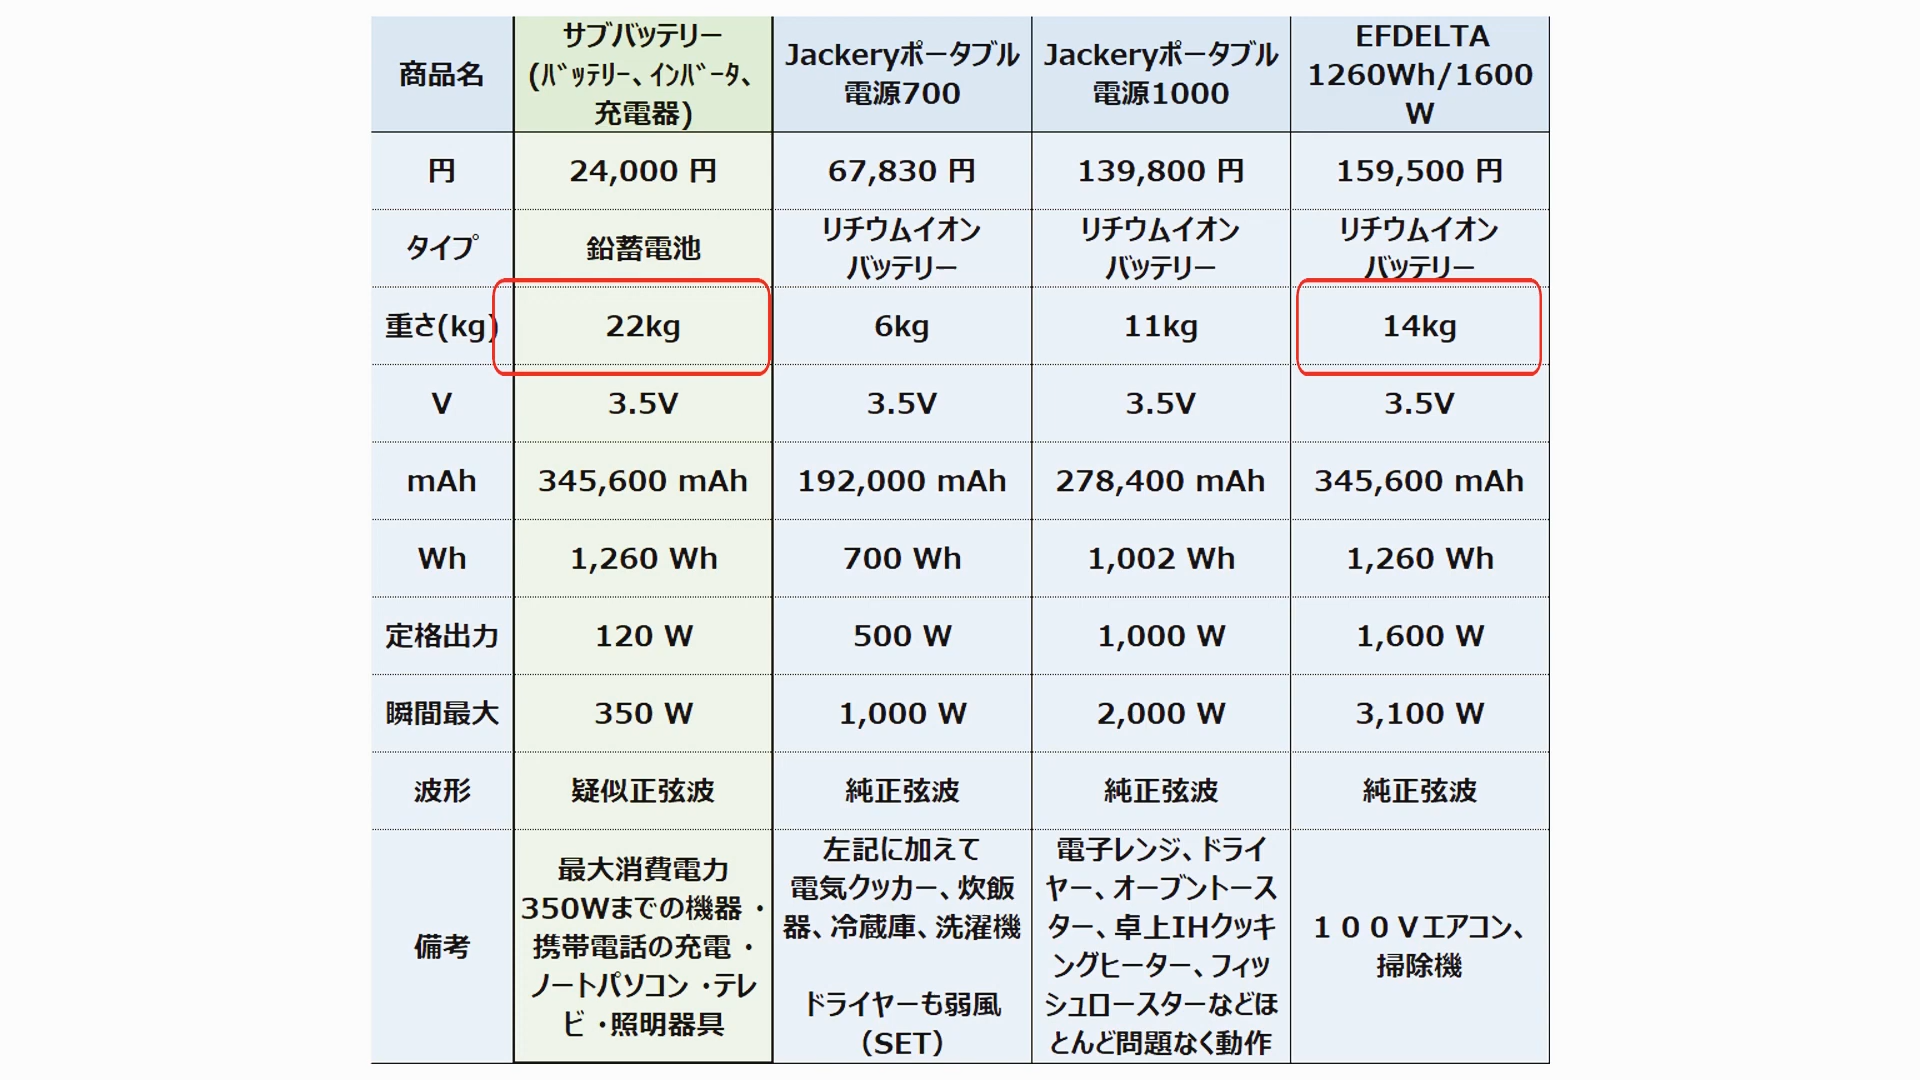 商品名
サブバッテリー
(ﾊﾞｯﾃﾘｰ､ｲﾝﾊﾞｰﾀ､
充電器)
Jackeryポータブル
電源700
Jackeryポータブル
電源1000
EFDELTA
1260Wh/1600
W
円
24,000 円
67,830 円
139,800 円
159,500 円
タイプ
鉛蓄電池
リチウムイオン
バッテリー
リチウムイオン
バッテリー
リチウムイオン
バッテリー
重さ(kg)
22kg
6kg
11kg
14kg
V
3.5V
3.5V
3.5V
3.5V
mAh
345,600 mAh
192,000 mAh
278,400 mAh
345,600 mAh
Wh
1,260 Wh
700 Wh
1,002 Wh
1,260 Wh
定格出力
120 W
500 W
1,000 W
1,600 W
瞬間最大
350 W
1,000 W
2,000 W
3,100 W
波形
疑似正弦波
純正弦波
純正弦波
純正弦波
備考
最大消費電力
350Wまでの機器 ・
携帯電話の充電 ・
ノートパソコン ・テレ
ビ ・照明器具
左記に加えて
電気クッカー、炊飯
器、冷蔵庫、洗濯機
ドライヤーも弱風
（SET）
電子レンジ、ドライ
ヤー、オーブントース
ター、卓上IHクッキ
ングヒーター、フィッ
シュロースターなどほ
とんど問題なく動作
１００Ｖエアコン、
掃除機